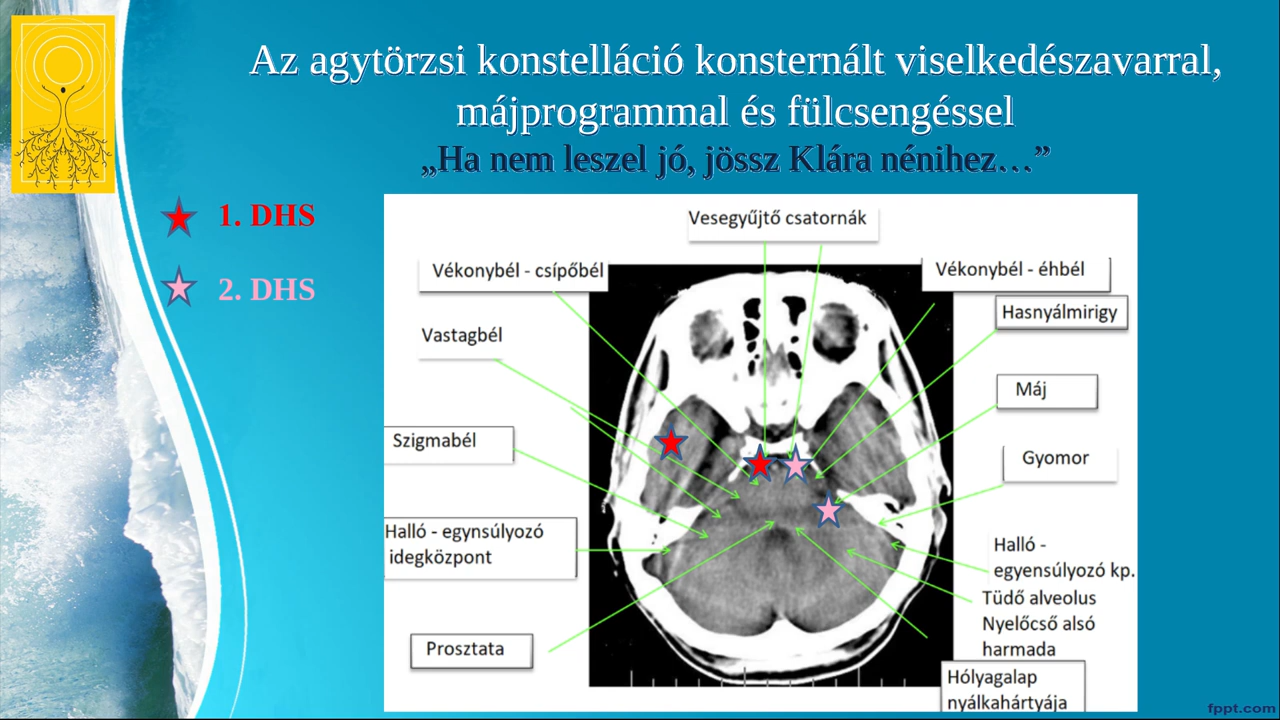 Az agytörzsi konstelláció konsternált viselkedészavarral,
májprogrammal és fülcsengéssel
„Ha nem leszel jó, jössz Klára nénihez…”
1. DHS
2. DHS
Vesegyűjtő csatornák
Vékonybél - csípőbél
Vékonybél - éhbél
Hasnyálmirigy
Vastagbél
Máj
Szigmabél
Gyomor
Halló - egynsúlyozó
idegközpont
Halló -
egyensúlyozó kp.
Tüdő alveolus
Nyelőcső alsó
harmada
Prosztata
Hólyagalap
nyálkahártyája
fppt.com